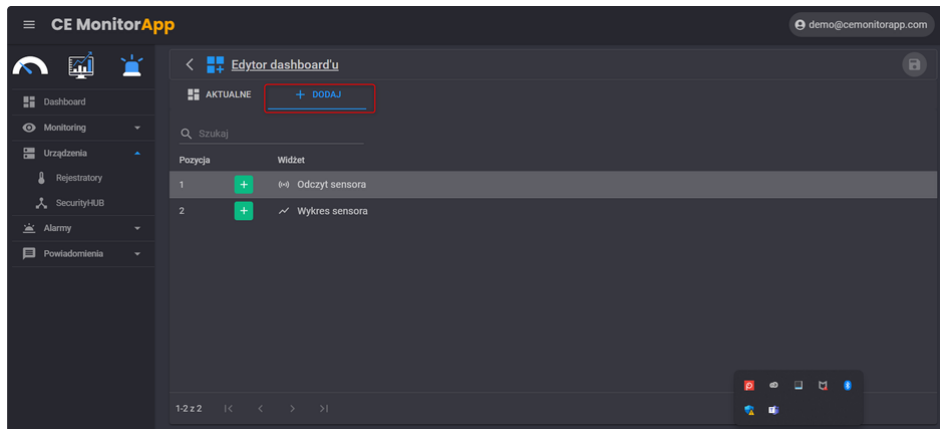 CE MonitorApp
demo@cemonitorapp.com
Edytor dashboard'u
AKTUALNE
DODAJ
Szukaj
Pozycja Widżet
1 Odczyt sensora
2 Wykres sensora
1-2 z 2
Dashboard
Monitoring
Urządzenia
Rejestratory
SecurityHUB
Alarmy
Powiadomienia